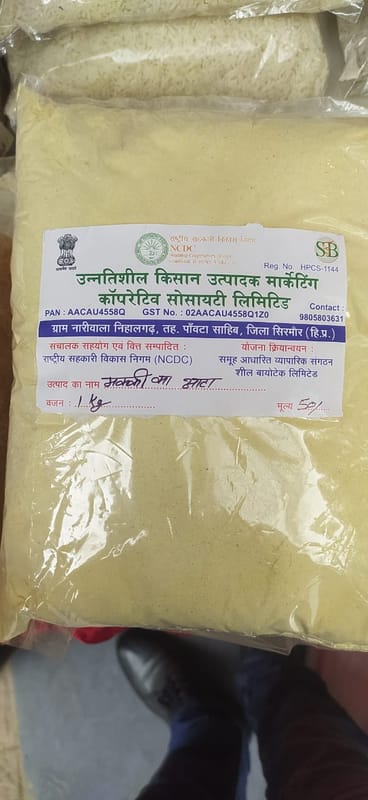 राष्ट्रीय सहकारी विकास निगम
NCDC
SB
Reg. No. HPCS-1144
उन्नतिशील किसान उत्पादक मार्केटिंग
कॉपरेटिव सोसायटी लिमिटिड
PAN : AACAU4558Q GST No. : 02AACAU4558Q1Z0
Contact :
9805803631
ग्राम नारीवाला निहालगढ़, तह. पाँवटा साहिब, जिला सिरमौर (हि.प्र.)
सचालक सहयोग एवं वित्त सम्पादित :
राष्ट्रीय सहकारी विकास निगम (NCDC)
योजना क्रियान्वयन :
समूह आधारित व्यापारिक संगठन
शील बायोटेक लिमिटेड
उत्पाद का नाम मक्की का आटा
वजन : 1 Kg
मूल्य 50/-